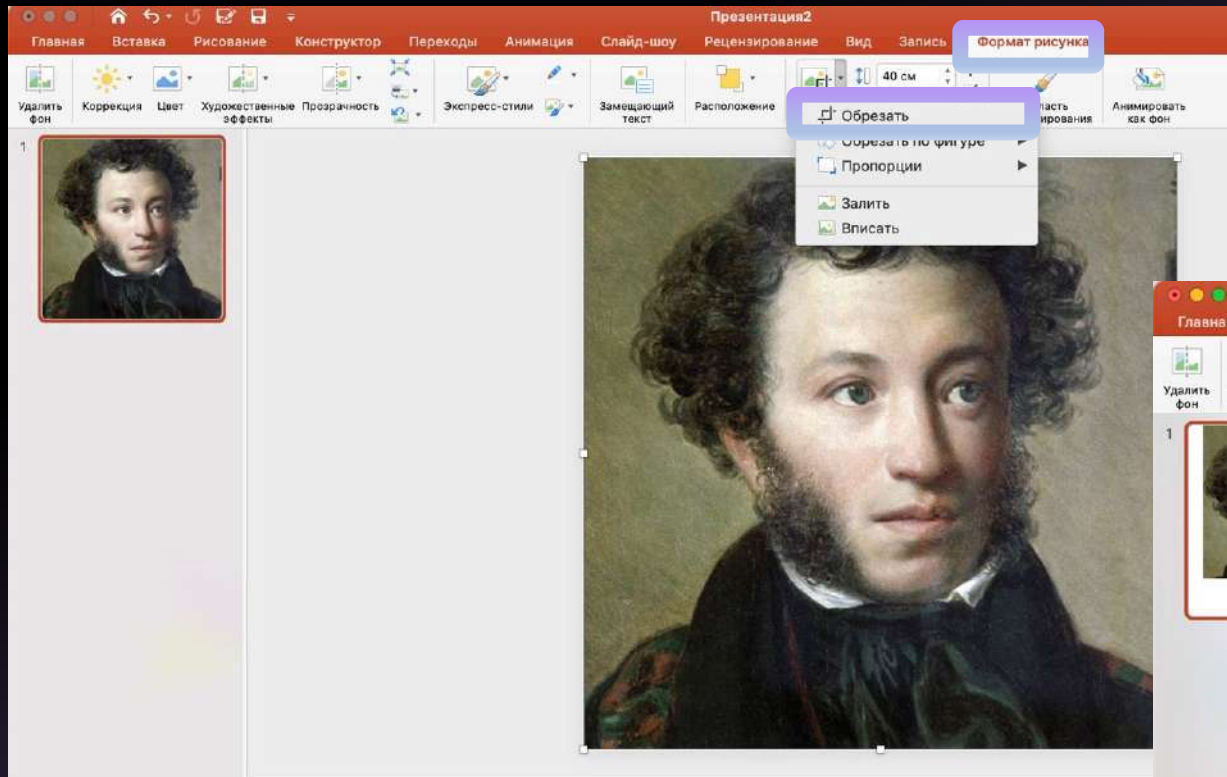 Презентация2
Главная Вставка Рисование Конструктор Переходы Анимация Слайд-шоу Рецензирование Вид Запись Формат рисунка
40 см
Удалить фон
Коррекция
Цвет
Художественные эффекты
Прозрачность
Экспресс-стили
Замещающий текст
Расположение
Анимировать как фон
Обрезать
Обрезать по фигуре
Пропорции
Залить
Вписать
1
Удалить фон
1